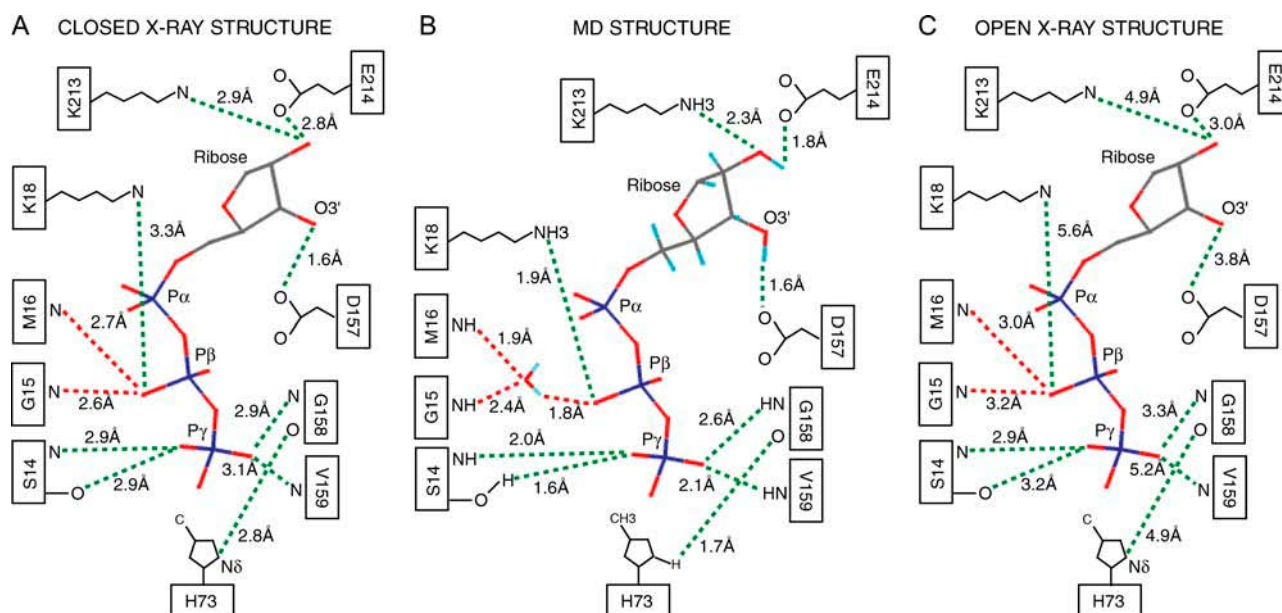 A CLOSED X-RAY STRUCTURE
K213
N
2.9Å
O
O
E214
2.8Å
Ribose
K18
N
3.3Å
O3'
1.6Å
Pα
O
O
D157
M16
N
2.7Å
Pβ
G15
N
2.6Å
2.9Å
N
G158
O
S14
N
2.9Å
Pγ
3.1Å
O
2.9Å
N
V159
2.8Å
C
Nδ
H73
B MD STRUCTURE
K213
NH3
2.3Å
O
O
E214
1.8Å
Ribose
K18
NH3
1.9Å
O3'
1.6Å
Pα
O
O
D157
M16
NH
1.9Å
Pβ
G15
NH
2.4Å
1.8Å
2.6Å
HN
G158
O
S14
NH
2.0Å
Pγ
2.1Å
HN
V159
O
H
1.6Å
CH3
H
1.7Å
H73
C OPEN X-RAY STRUCTURE
K213
N
4.9Å
O
O
E214
3.0Å
Ribose
K18
N
5.6Å
O3'
3.8Å
Pα
O
O
D157
M16
N
3.0Å
Pβ
G15
N
3.2Å
3.3Å
N
G158
O
S14
N
2.9Å
Pγ
5.2Å
O
3.2Å
N
V159
4.9Å
C
Nδ
H73